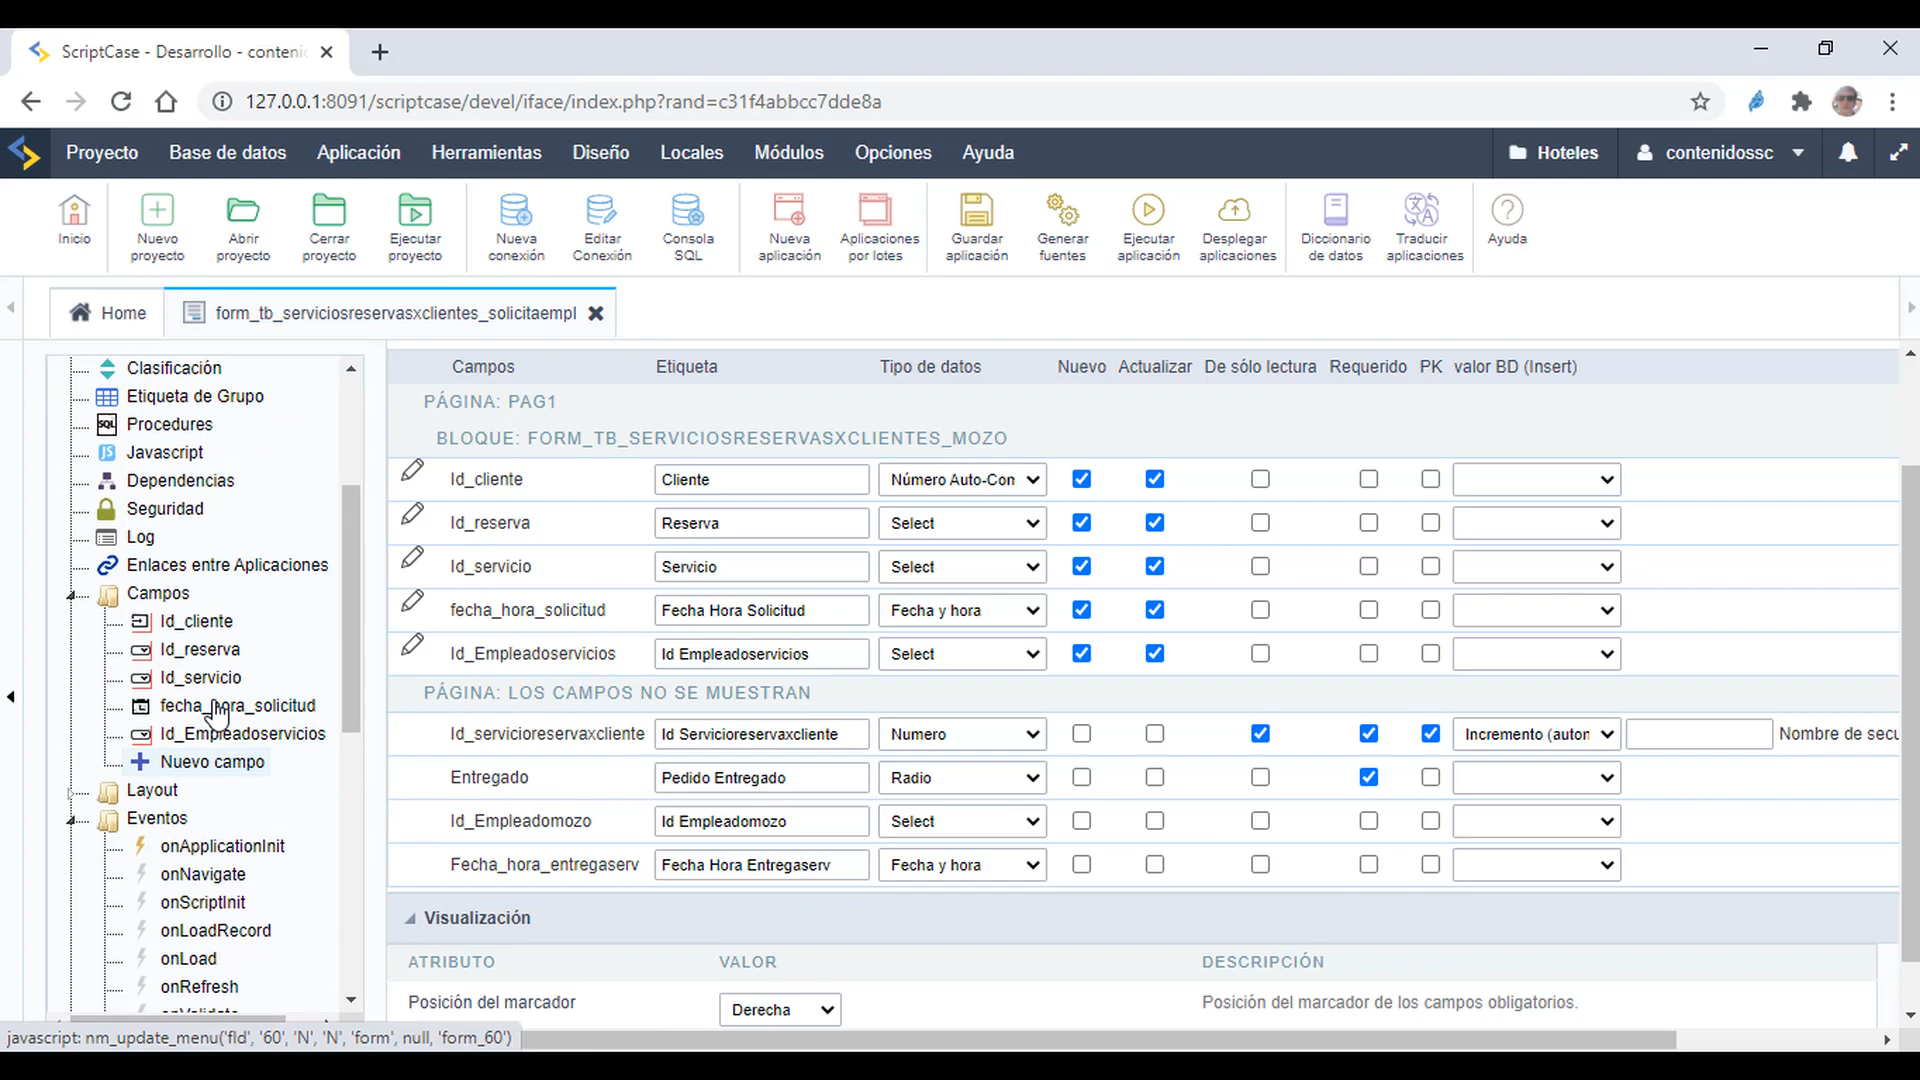 ScriptCase - Desarrollo - conteni
127.0.0.1:8091/scriptcase/devel/iface/index.php?rand=c31f4abbcc7dde8a
Proyecto Base de datos Aplicación Herramientas Diseño Locales Módulos Opciones Ayuda Hoteles contenidossc
Inicio Nuevo proyecto Abrir proyecto Cerrar proyecto Ejecutar proyecto Nueva conexión Editar Conexión Consola SQL Nueva aplicación Aplicaciones por lotes Guardar aplicación Generar fuentes Ejecutar aplicación Desplegar aplicaciones Diccionario de datos Traducir aplicaciones Ayuda
Home form_tb_serviciosreservasxclientes_solicitaempl
Clasificación
Etiqueta de Grupo
SQL Procedures
JS Javascript
Dependencias
Seguridad
Log
Enlaces entre Aplicaciones
Campos
Id_cliente
Id_reserva
Id_servicio
fecha_hora_solicitud
Id_Empleadoservicios
Nuevo campo
Layout
Eventos
onApplicationInit
onNavigate
onScriptInit
onLoadRecord
onLoad
onRefresh
onValidate
Campos Etiqueta Tipo de datos Nuevo Actualizar De sólo lectura Requerido PK valor BD (Insert)
PÁGINA: PAG1
BLOQUE: FORM_TB_SERVICIOSRESERVASXCLIENTES_MOZO
Id_cliente Cliente Número Auto-Con
Id_reserva Reserva Select
Id_servicio Servicio Select
fecha_hora_solicitud Fecha Hora Solicitud Fecha y hora
Id_Empleadoservicios Id Empleadoservicios Select
PÁGINA: LOS CAMPOS NO SE MUESTRAN
Id_servicioreservaxcliente Id Servicioreservaxcliente Numero Incremento (auton Nombre de secu
Entregado Pedido Entregado Radio
Id_Empleadomozo Id Empleadomozo Select
Fecha_hora_entregaserv Fecha Hora Entregaserv Fecha y hora
Visualización
ATRIBUTO VALOR DESCRIPCIÓN
Posición del marcador Derecha Posición del marcador de los campos obligatorios.
javascript: nm_update_menu('fld', '60', 'N', 'N', 'form', null, 'form_60')